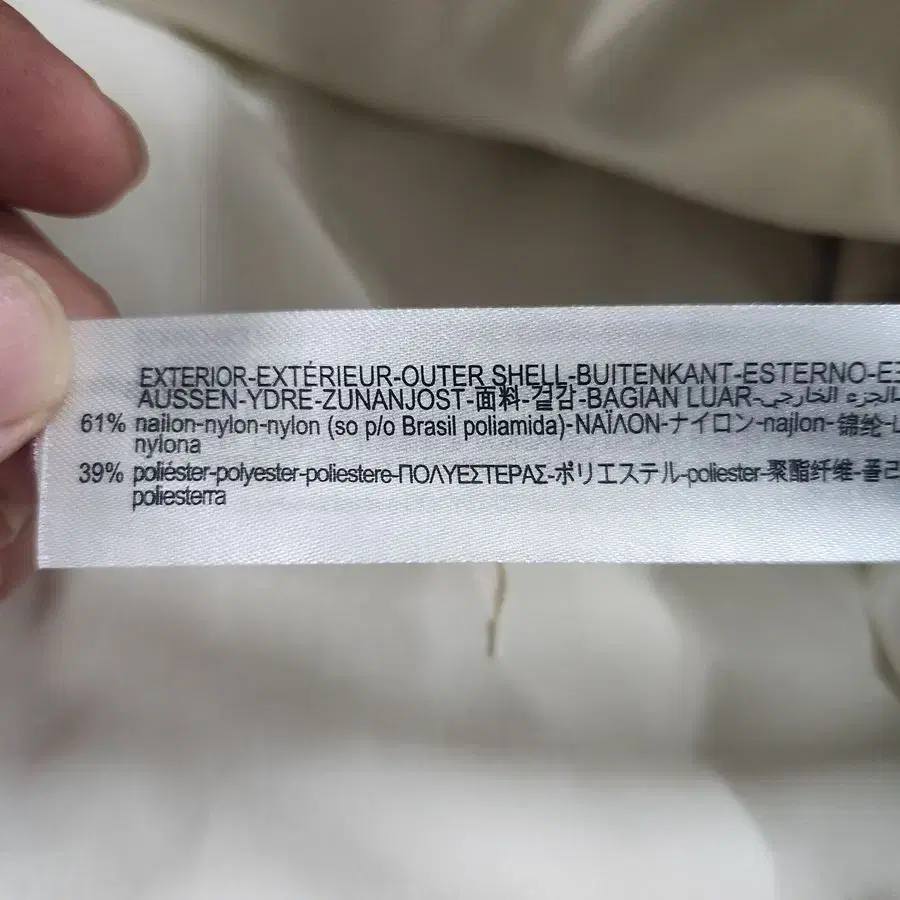 EXTERIOR-EXTÉRIEUR-OUTER SHELL-BUITENKANT-ESTERNO-
AUSSEN-YDRE-ZUNANJOST-面料-겉감-BAGIAN LUAR-الجزء الخارجي-
61% nailon-nylon-nylon (so p/o Brasil poliamida)-ΝΑΪΛΟΝ-ナイロン-najlon-锦纶-
nylona
39% poliéster-polyester-poliestere-ΠΟΛΥΕΣΤΕΡΑΣ-ポリエステル-poliester-聚酯纤维-폴리
poliesterra